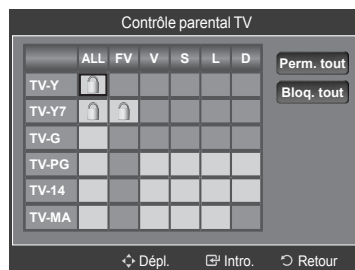 Contrôle parental TV
ALL FV V S L D
TV-Y
TV-Y7
TV-G
TV-PG
TV-14
TV-MA
Perm. tout
Bloq. tout
Dépl. Intro. Retour